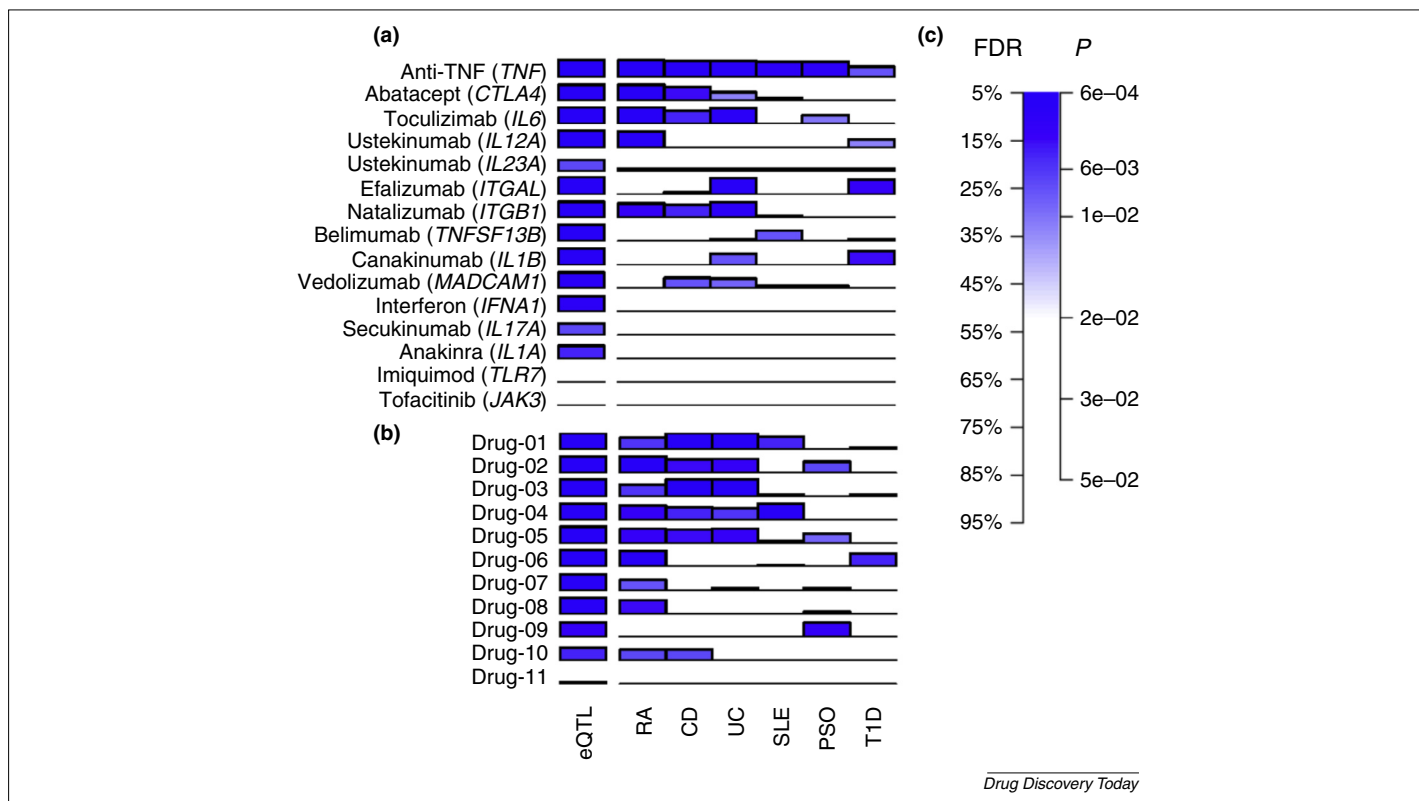 (a)
Anti-TNF (TNF)
Abatacept (CTLA4)
Toculizimab (IL6)
Ustekinumab (IL12A)
Ustekinumab (IL23A)
Efalizumab (ITGAL)
Natalizumab (ITGB1)
Belimumab (TNFSF13B)
Canakinumab (IL1B)
Vedolizumab (MADCAM1)
Interferon (IFNA1)
Secukinumab (IL17A)
Anakinra (IL1A)
Imiquimod (TLR7)
Tofacitinib (JAK3)
(b)
Drug-01
Drug-02
Drug-03
Drug-04
Drug-05
Drug-06
Drug-07
Drug-08
Drug-09
Drug-10
Drug-11
eQTL
RA
CD
UC
SLE
PSO
T1D
(c)
FDR P
5% 6e–04
15%
6e–03
25%
1e–02
35%
45%
2e–02
55%
65%
3e–02
75%
85%
5e–02
95%
Drug Discovery Today